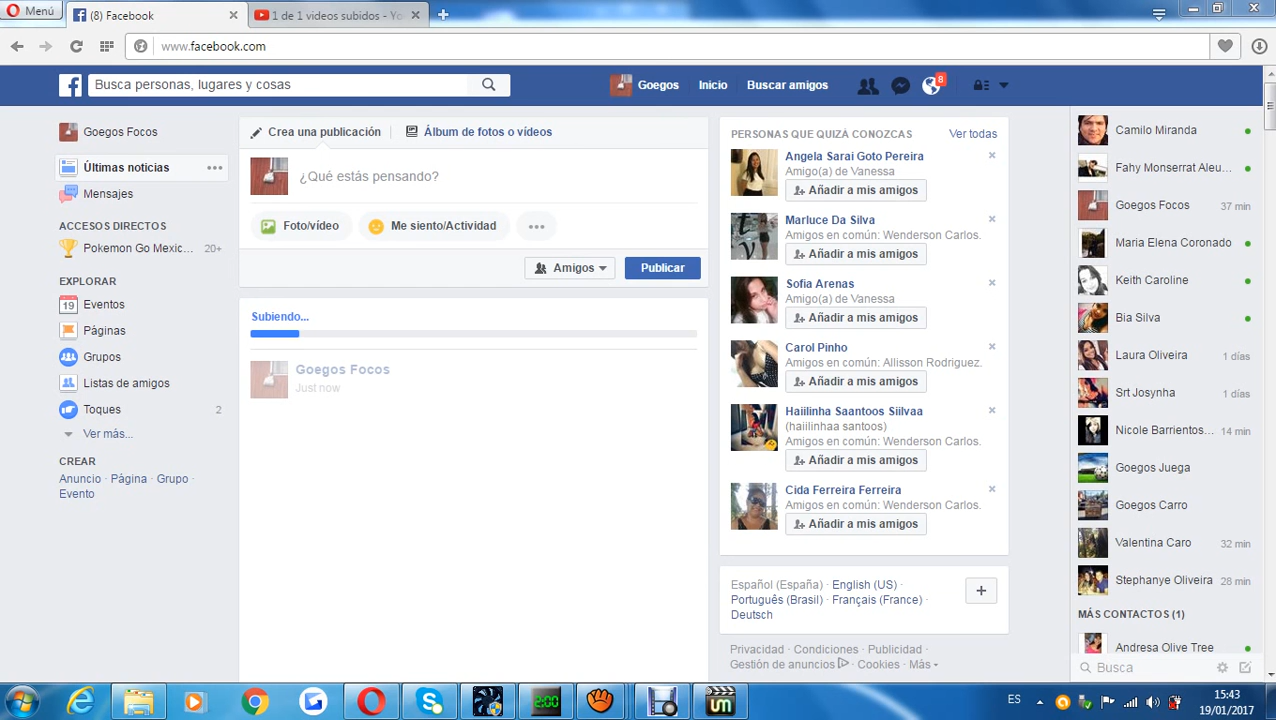 Menú
(8) Facebook
1 de 1 videos subidos - Yo
www.facebook.com
Busca personas, lugares y cosas
Goegos
Inicio
Buscar amigos
8
Goegos Focos
Últimas noticias
Mensajes
ACCESOS DIRECTOS
Pokemon Go Mexic... 20+
EXPLORAR
19 Eventos
Páginas
Grupos
Listas de amigos
Toques 2
Ver más...
CREAR
Anuncio · Página · Grupo ·
Evento
Crea una publicación
Álbum de fotos o vídeos
¿Qué estás pensando?
Foto/vídeo
Me siento/Actividad
Amigos
Publicar
Subiendo...
Goegos Focos
Just now
PERSONAS QUE QUIZÁ CONOZCAS Ver todas
Angela Sarai Goto Pereira
Amigo(a) de Vanessa
Añadir a mis amigos
Marluce Da Silva
Amigos en común: Wenderson Carlos.
Añadir a mis amigos
Sofia Arenas
Amigo(a) de Vanessa
Añadir a mis amigos
Carol Pinho
Amigos en común: Allisson Rodriguez.
Añadir a mis amigos
Haiilinha Saantoos Siilvaa
(haiilinhaa santoos)
Amigos en común: Wenderson Carlos.
Añadir a mis amigos
Cida Ferreira Ferreira
Amigos en común: Wenderson Carlos.
Añadir a mis amigos
Español (España) · English (US) ·
Português (Brasil) · Français (France) ·
Deutsch
Privacidad · Condiciones · Publicidad ·
Gestión de anuncios · Cookies · Más
Camilo Miranda
Fahy Monserrat Aleu...
Goegos Focos 37 min
Maria Elena Coronado
Keith Caroline
Bia Silva
Laura Oliveira 1 días
Srt Josynha 1 días
Nicole Barrientos... 14 min
Goegos Juega
Goegos Carro
Valentina Caro 32 min
Stephanye Oliveira 28 min
MÁS CONTACTOS (1)
Andresa Olive Tree
Busca
2:00
UM
ES
15:43
19/01/2017